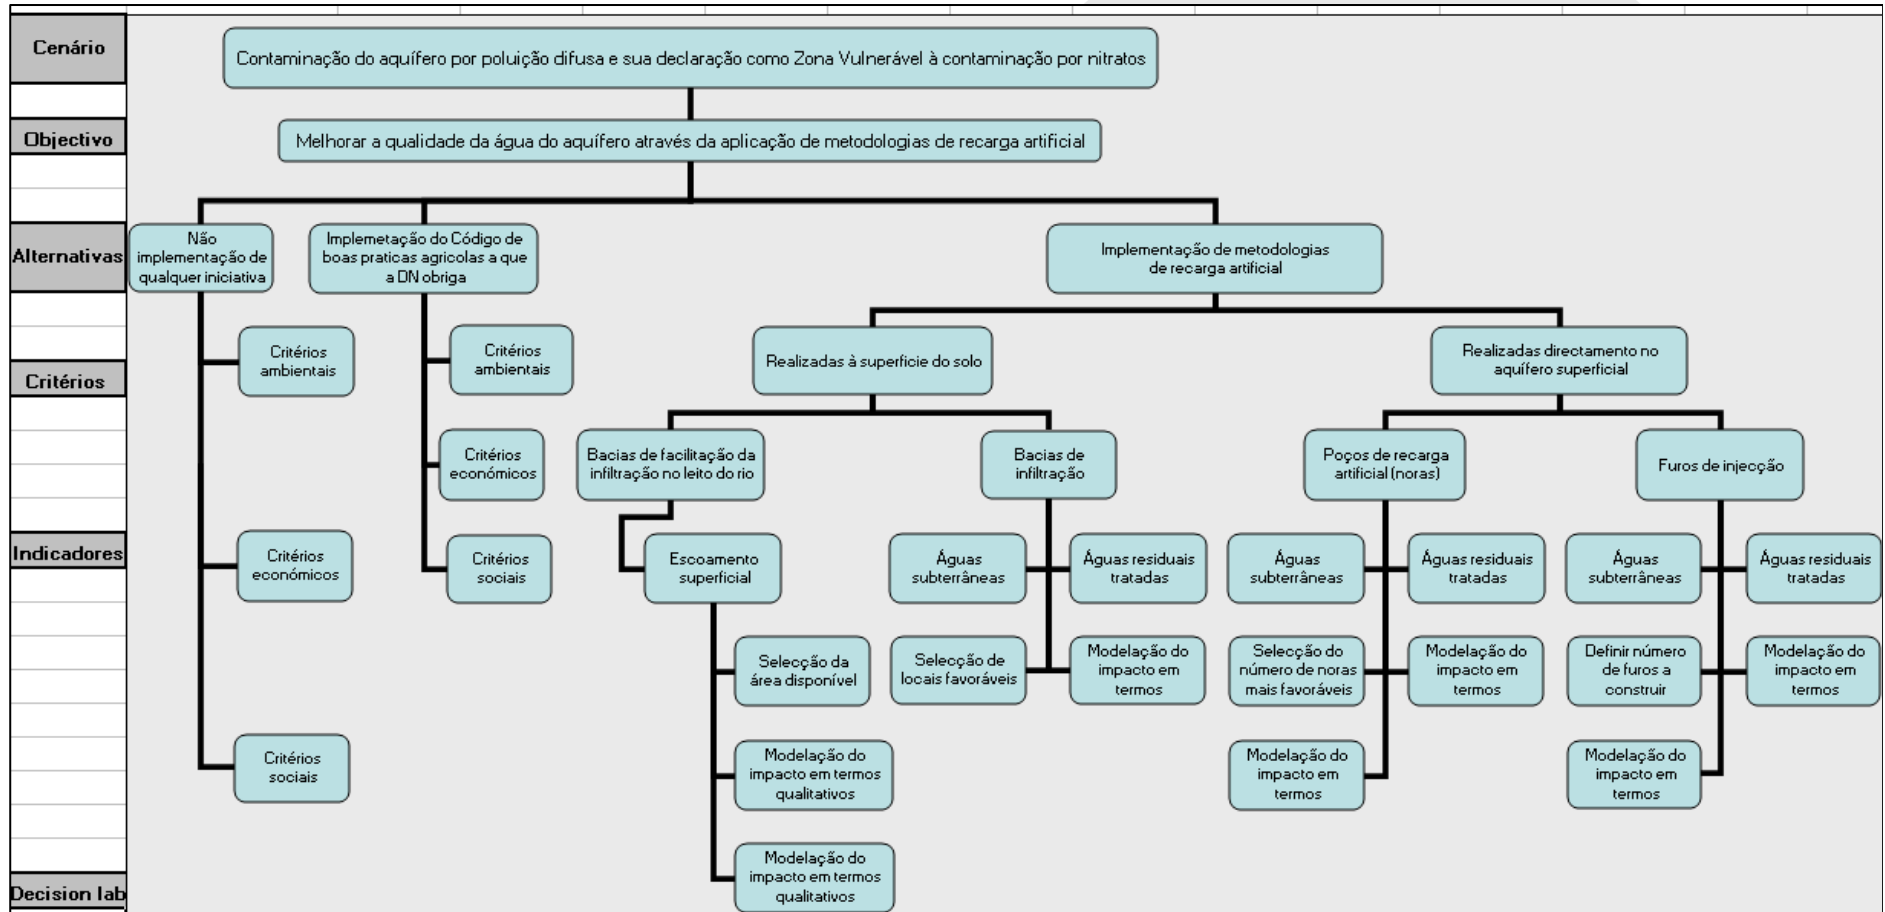 Cenário
Contaminação do aquífero por poluição difusa e sua declaração como Zona Vulnerável à contaminação por nitratos
Objectivo
Melhorar a qualidade da água do aquífero através da aplicação de metodologias de recarga artificial
Alternativas
Não
implementação de
qualquer iniciativa
Implemetação do Código de
boas praticas agricolas a que
a DN obriga
Implementação de metodologias
de recarga artificial
Critérios
ambientais
Critérios
ambientais
Realizadas à superficie do solo
Realizadas directamento no
aquífero superficial
Critérios
Critérios
económicos
Bacias de facilitação da
infiltração no leito do rio
Bacias de
infiltração
Poços de recarga
artificial (noras)
Furos de injecção
Indicadores
Critérios
económicos
Critérios
sociais
Escoamento
superficial
Águas
subterrâneas
Águas residuais
tratadas
Águas
subterrâneas
Águas residuais
tratadas
Águas
subterrâneas
Águas residuais
tratadas
Selecção da
área disponível
Selecção de
locais favoráveis
Modelação do
impacto em
termos
Selecção do
número de noras
mais favoráveis
Modelação do
impacto em
termos
Definir número
de furos a
construir
Modelação do
impacto em
termos
Critérios
sociais
Modelação do
impacto em termos
qualitativos
Modelação do
impacto em
termos
Modelação do
impacto em
termos
Modelação do
impacto em termos
qualitativos
Decision lab